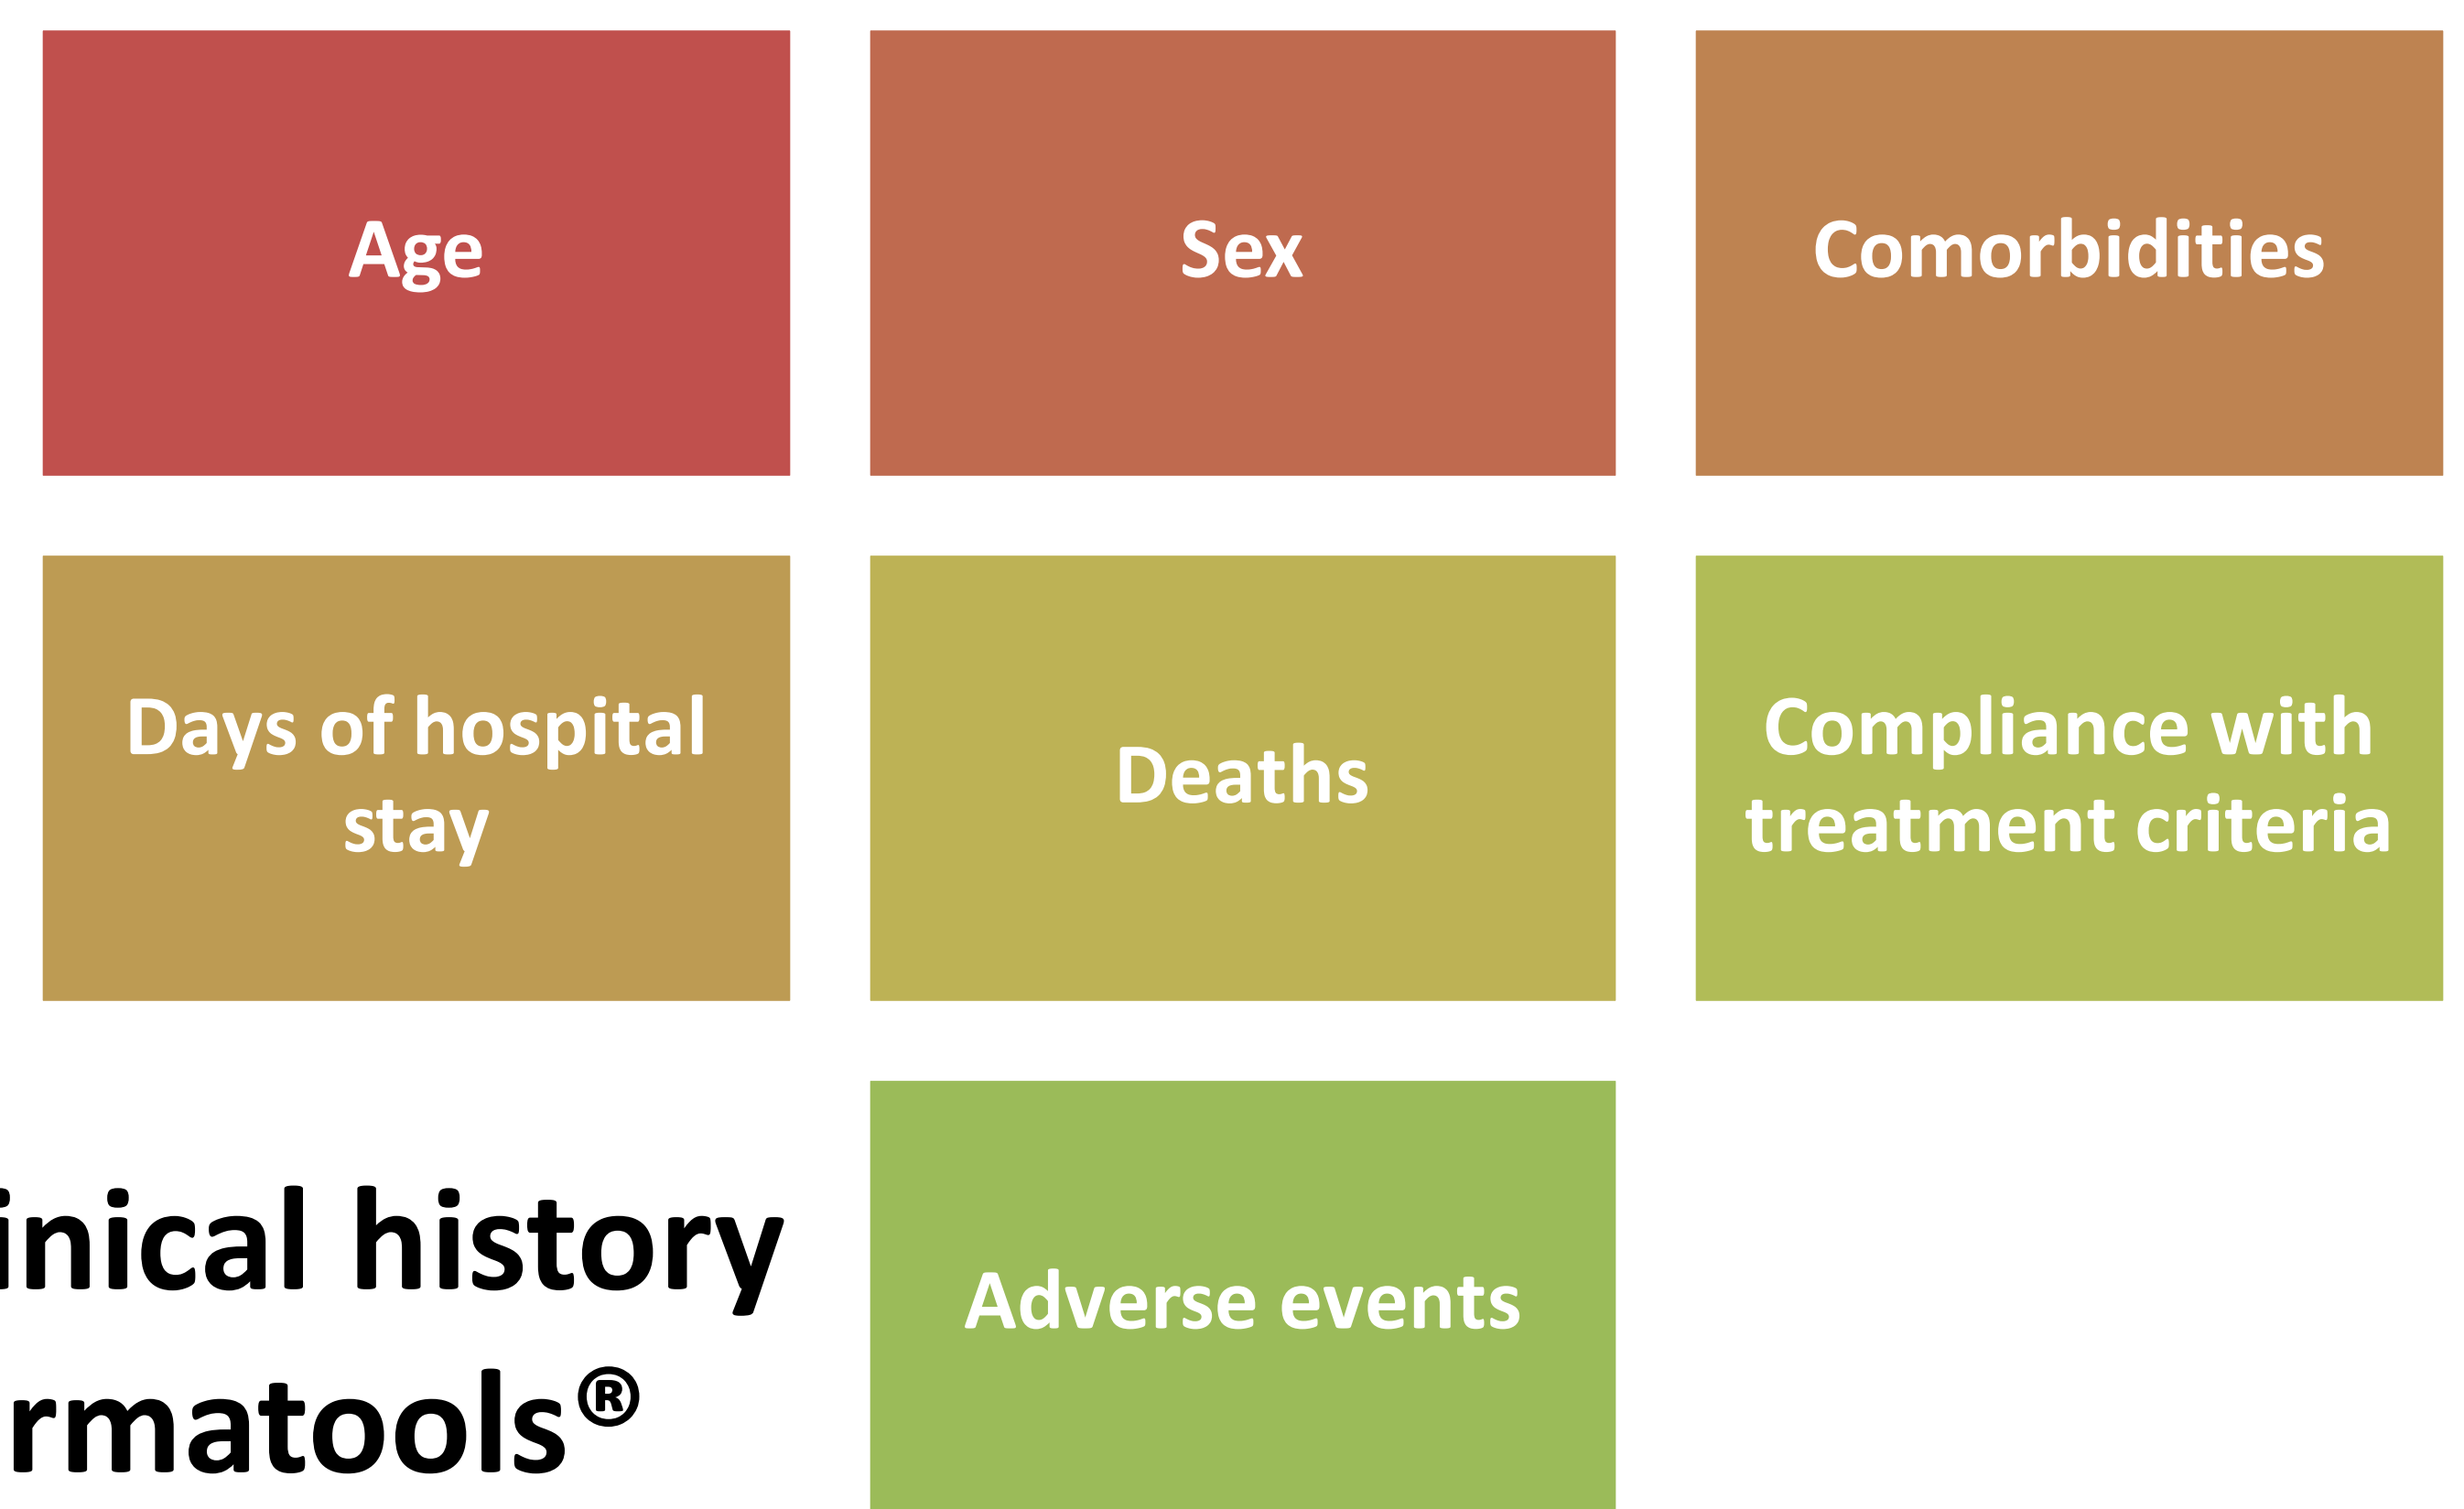 Age
Sex
Comorbidities
Days of hospital
stay
Deaths
Compliance with
treatment criteria
Adverse events
inical history
rmatools®